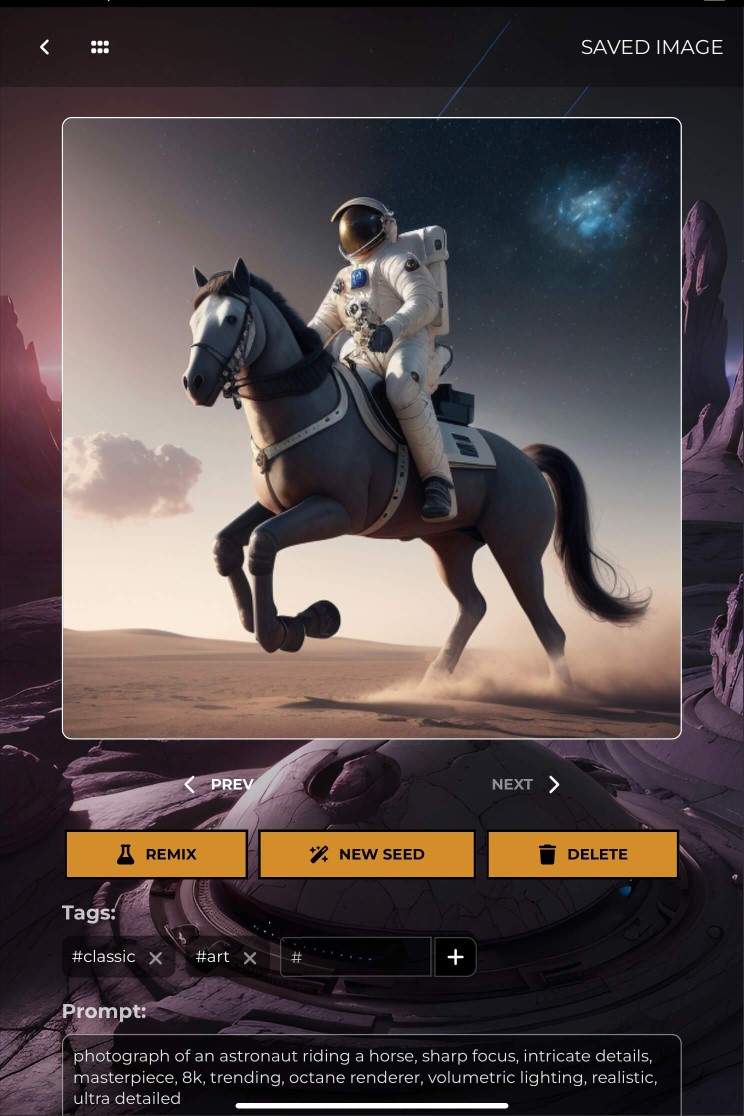 SAVED IMAGE
PREV
NEXT
REMIX
NEW SEED
DELETE
Tags:
#classic
#art
#
Prompt:
photograph of an astronaut riding a horse, sharp focus, intricate details,
masterpiece, 8k, trending, octane renderer, volumetric lighting, realistic,
ultra detailed